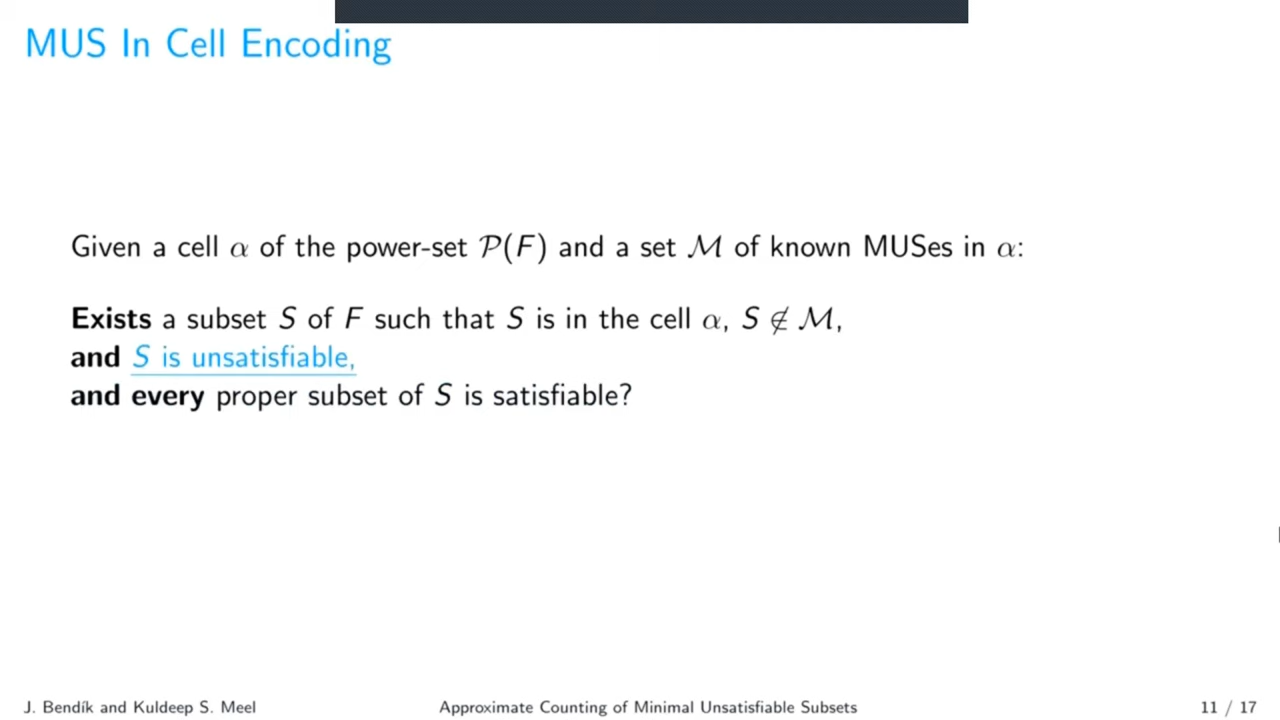 MUS In Cell Encoding
Given a cell α of the power-set 𝒫(F) and a set ℳ of known MUSes in α:
Exists a subset S of F such that S is in the cell α, S ∉ ℳ,
and S is unsatisfiable,
and every proper subset of S is satisfiable?
J. Bendík and Kuldeep S. Meel
Approximate Counting of Minimal Unsatisfiable Subsets
11 / 17